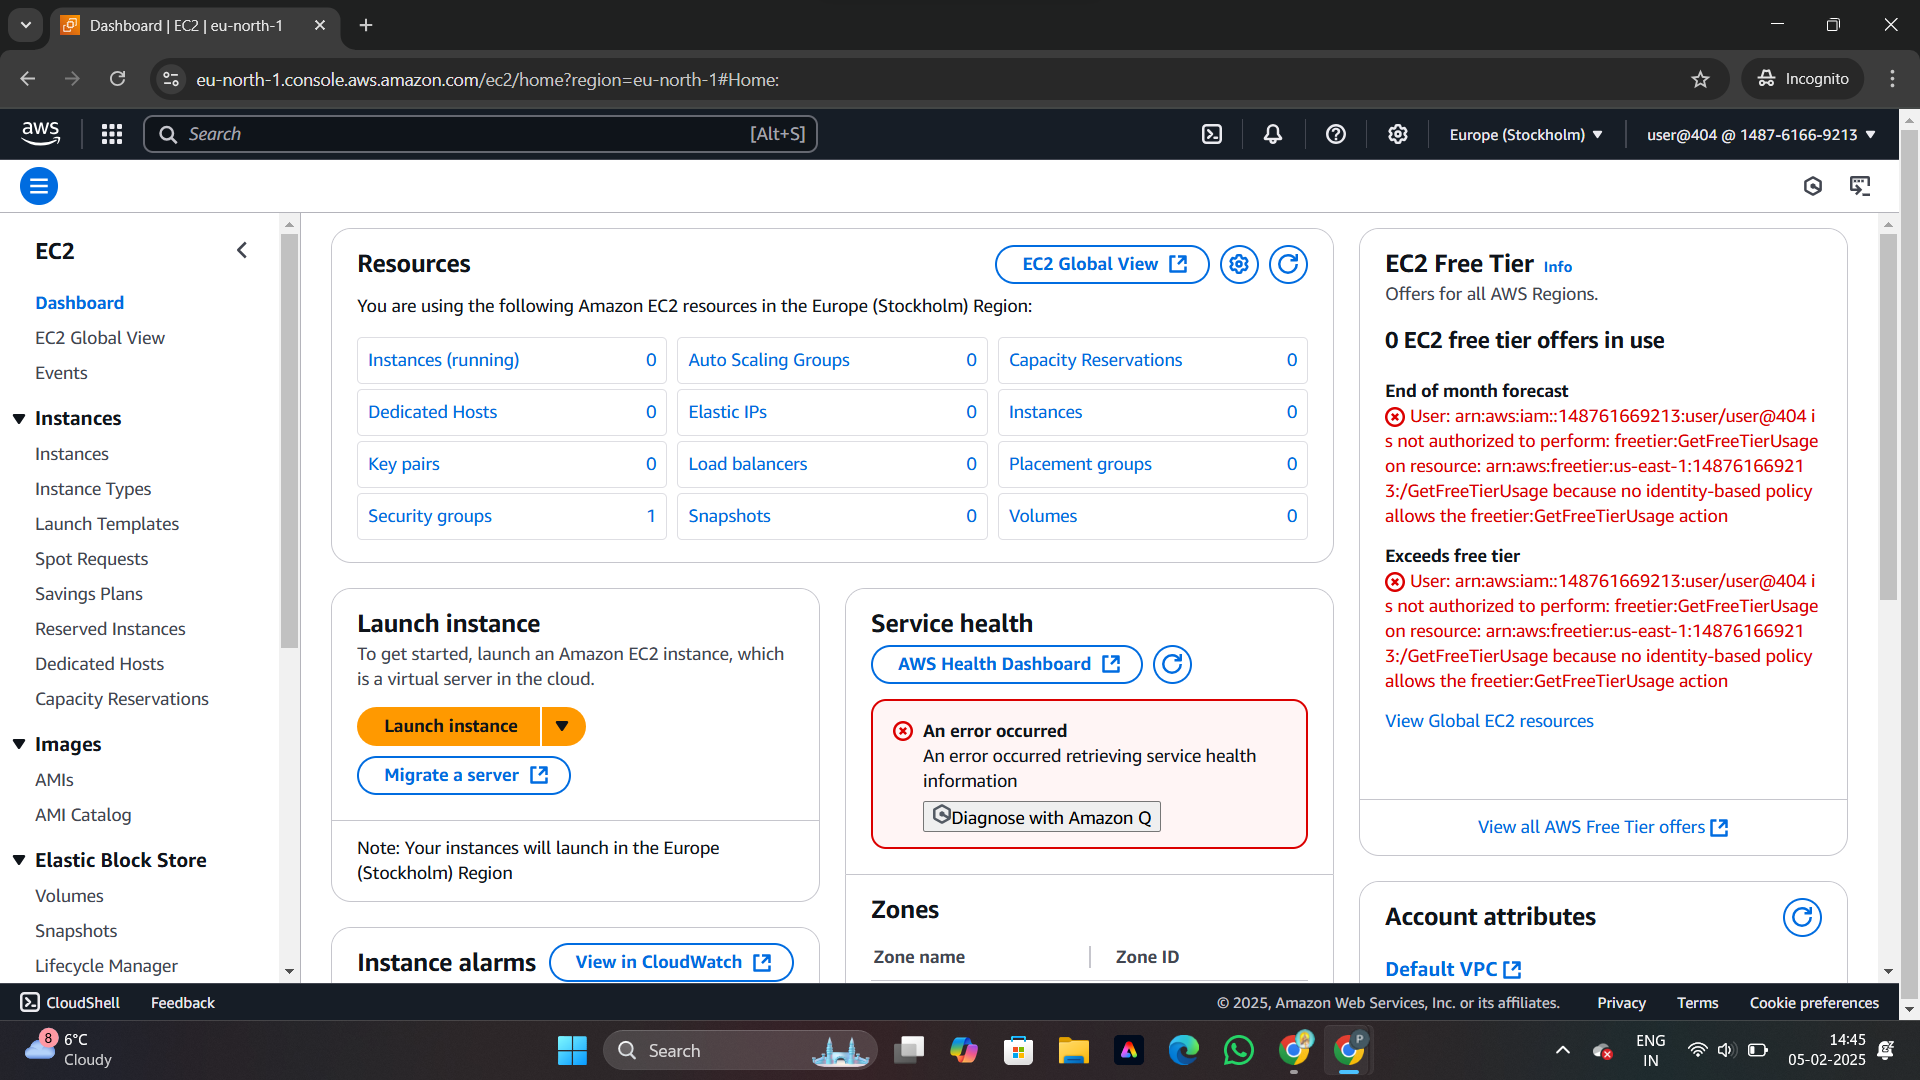 Dashboard | EC2 | eu-north-1
eu-north-1.console.aws.amazon.com/ec2/home?region=eu-north-1#Home:
Incognito
aws
Search
[Alt+S]
Europe (Stockholm)
user@404 @ 1487-6166-9213
EC2
Dashboard
EC2 Global View
Events
Instances
Instances
Instance Types
Launch Templates
Spot Requests
Savings Plans
Reserved Instances
Dedicated Hosts
Capacity Reservations
Images
AMIs
AMI Catalog
Elastic Block Store
Volumes
Snapshots
Lifecycle Manager
Resources
EC2 Global View
You are using the following Amazon EC2 resources in the Europe (Stockholm) Region:
Instances (running) 0
Auto Scaling Groups 0
Capacity Reservations 0
Dedicated Hosts 0
Elastic IPs 0
Instances 0
Key pairs 0
Load balancers 0
Placement groups 0
Security groups 1
Snapshots 0
Volumes 0
Launch instance
To get started, launch an Amazon EC2 instance, which
is a virtual server in the cloud.
Launch instance
Migrate a server
Note: Your instances will launch in the Europe
(Stockholm) Region
Instance alarms
View in CloudWatch
Service health
AWS Health Dashboard
An error occurred
An error occurred retrieving service health
information
Diagnose with Amazon Q
Zones
Zone name
Zone ID
EC2 Free Tier Info
Offers for all AWS Regions.
0 EC2 free tier offers in use
End of month forecast
User: arn:aws:iam::148761669213:user/user@404 i
s not authorized to perform: freetier:GetFreeTierUsage
on resource: arn:aws:freetier:us-east-1:14876166921
3:/GetFreeTierUsage because no identity-based policy
allows the freetier:GetFreeTierUsage action
Exceeds free tier
User: arn:aws:iam::148761669213:user/user@404 i
s not authorized to perform: freetier:GetFreeTierUsage
on resource: arn:aws:freetier:us-east-1:14876166921
3:/GetFreeTierUsage because no identity-based policy
allows the freetier:GetFreeTierUsage action
View Global EC2 resources
View all AWS Free Tier offers
Account attributes
Default VPC
CloudShell
Feedback
© 2025, Amazon Web Services, Inc. or its affiliates.
Privacy
Terms
Cookie preferences
8
6°C
Cloudy
Search
P
ENG
IN
14:45
05-02-2025